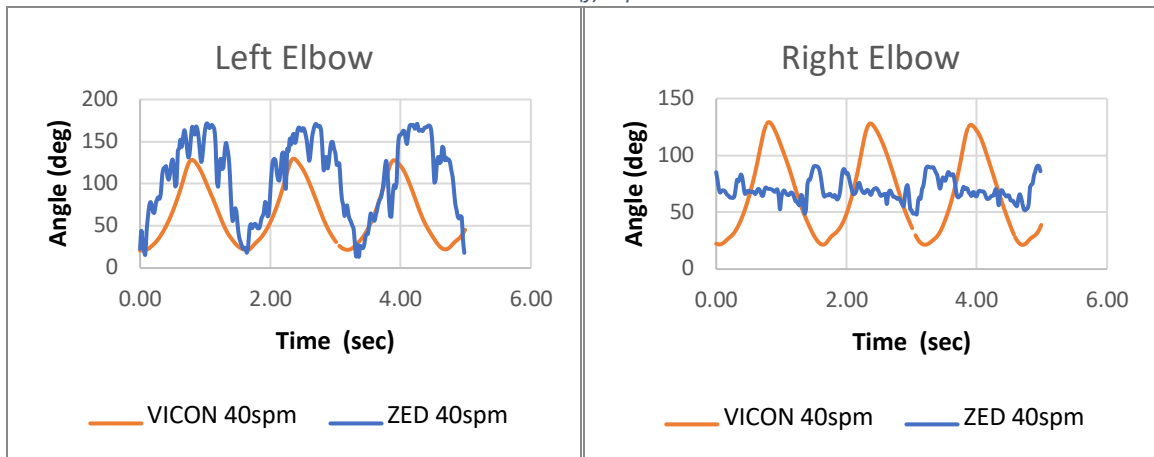 Left Elbow
Angle (deg)
200
150
100
50
0
0.00 2.00 4.00 6.00
Time (sec)
VICON 40spm ZED 40spm
Right Elbow
Angle (deg)
150
100
50
0
0.00 2.00 4.00 6.00
Time (sec)
VICON 40spm ZED 40spm